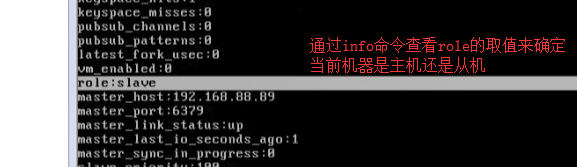 keyspace_misses:0
pubsub_channels:0
pubsub_patterns:0
latest_fork_usec:0
vm_enabled:0
role:slave
master_host:192.168.88.89
master_port:6379
master_link_status:up
master_last_io_seconds_ago:1
master_sync_in_progress:0
slave_priority:100
通过info命令查看role的取值来确定
当前机器是主机还是从机